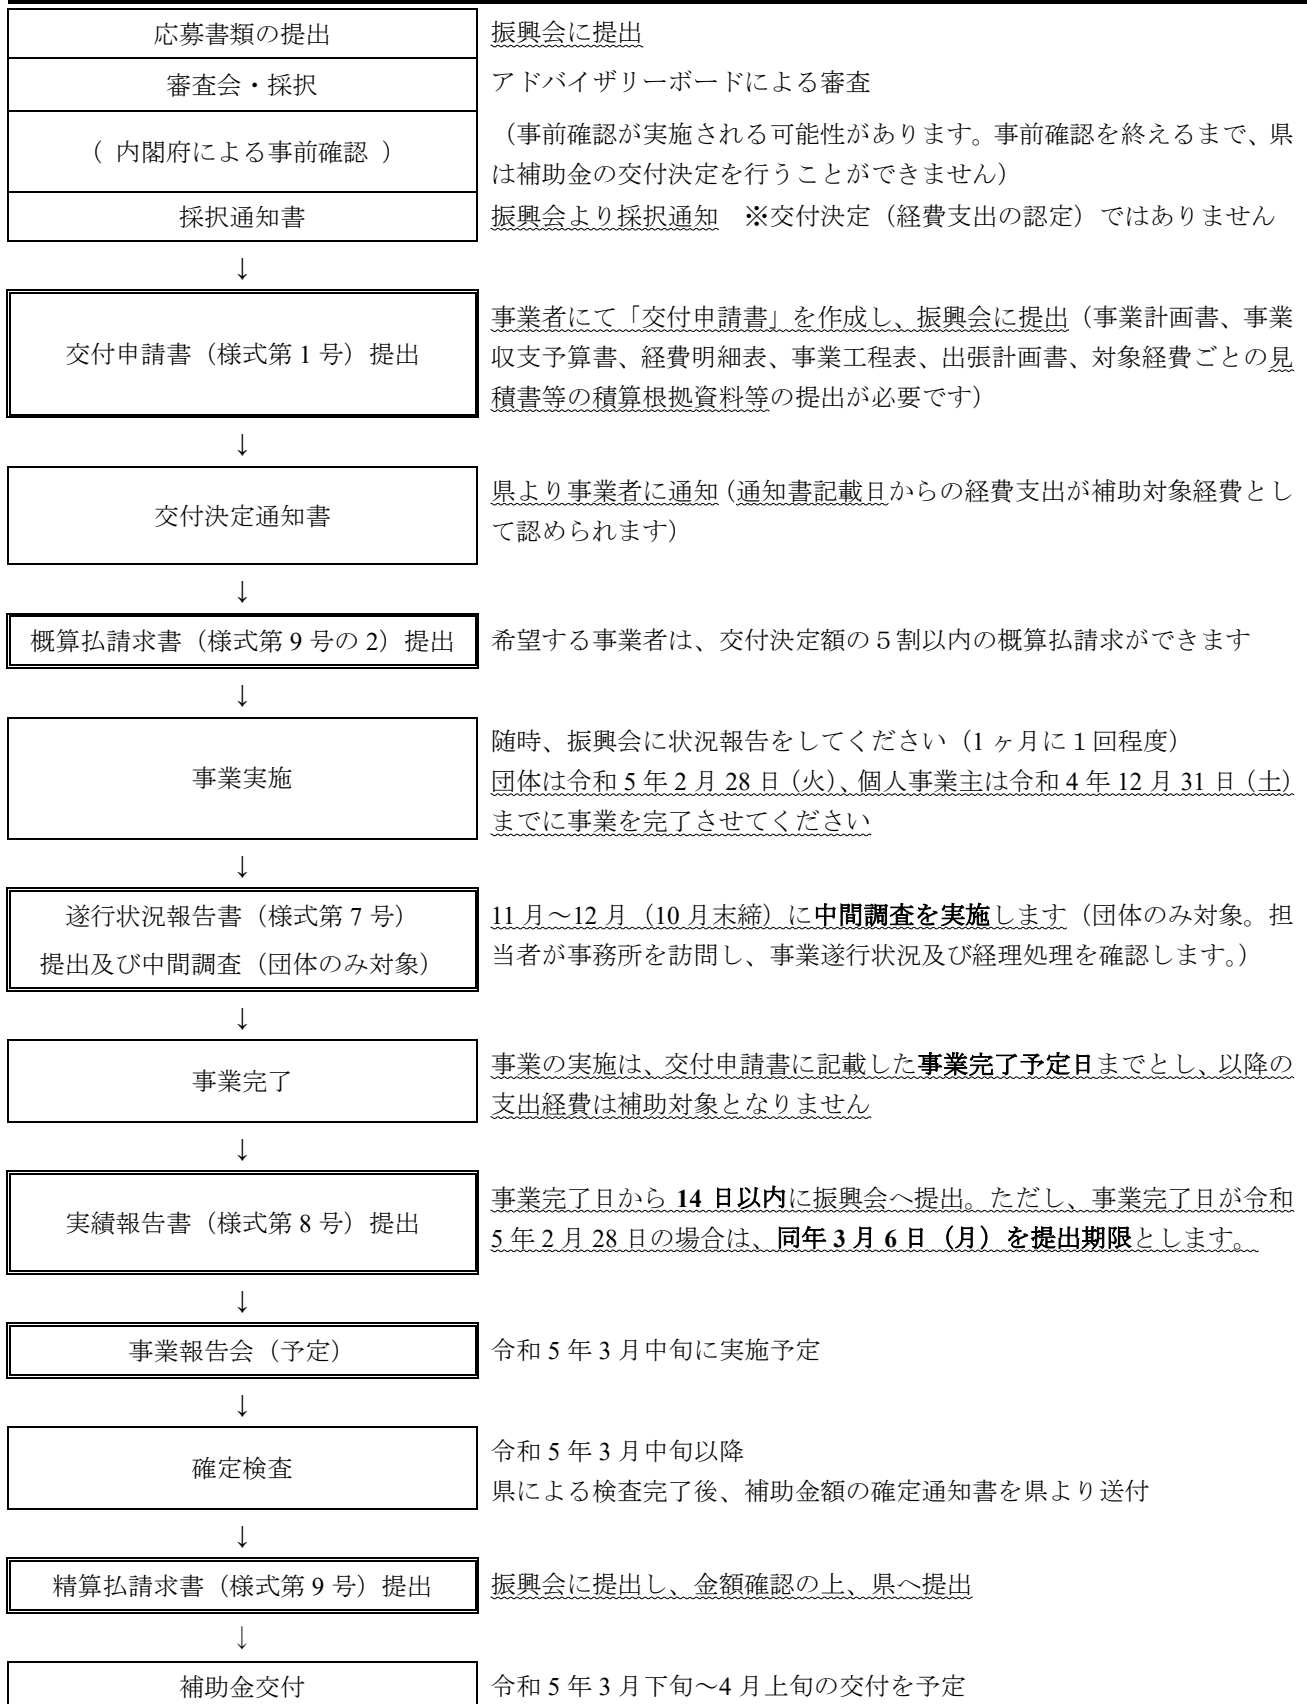 応募書類の提出
振興会に提出
審査会・採択
アドバイザリーボードによる審査
（ 内閣府による事前確認 ）
（事前確認が実施される可能性があります。事前確認を終えるまで、県
は補助金の交付決定を行うことができません）
採択通知書
振興会より採択通知　※交付決定（経費支出の認定）ではありません
↓
交付申請書（様式第 1 号）提出
事業者にて「交付申請書」を作成し、振興会に提出（事業計画書、事業
収支予算書、経費明細表、事業工程表、出張計画書、対象経費ごとの見
積書等の積算根拠資料等の提出が必要です）
↓
交付決定通知書
県より事業者に通知（通知書記載日からの経費支出が補助対象経費とし
て認められます）
↓
概算払請求書（様式第 9 号の 2）提出
希望する事業者は、交付決定額の５割以内の概算払請求ができます
↓
事業実施
随時、振興会に状況報告をしてください（1 ヶ月に 1 回程度）
団体は令和 5 年 2 月 28 日（火）、個人事業主は令和 4 年 12 月 31 日（土）
までに事業を完了させてください
↓
遂行状況報告書（様式第 7 号）
提出及び中間調査（団体のみ対象）
11 月～12 月（10 月末締）に中間調査を実施します（団体のみ対象。担
当者が事務所を訪問し、事業遂行状況及び経理処理を確認します。）
↓
事業完了
事業の実施は、交付申請書に記載した事業完了予定日までとし、以降の
支出経費は補助対象となりません
↓
実績報告書（様式第 8 号）提出
事業完了日から 14 日以内に振興会へ提出。ただし、事業完了日が令和
5 年 2 月 28 日の場合は、同年 3 月 6 日（月）を提出期限とします。
↓
事業報告会（予定）
令和 5 年 3 月中旬に実施予定
↓
確定検査
令和 5 年 3 月中旬以降
県による検査完了後、補助金額の確定通知書を県より送付
↓
精算払請求書（様式第 9 号）提出
振興会に提出し、金額確認の上、県へ提出
↓
補助金交付
令和 5 年 3 月下旬～4 月上旬の交付を予定